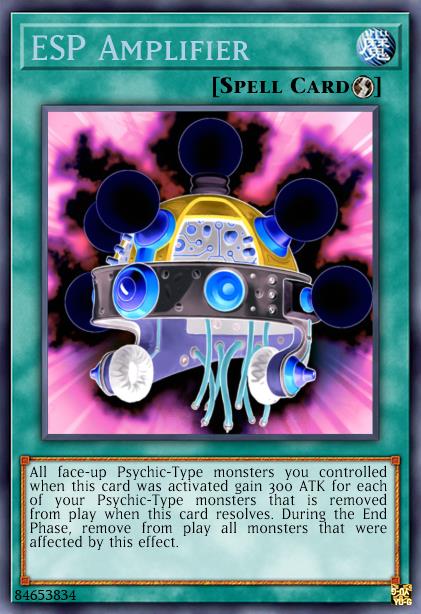 ESP Amplifier
魔
[Spell Card]
All face-up Psychic-Type monsters you controlled
when this card was activated gain 300 ATK for each
of your Psychic-Type monsters that is removed
from play when this card resolves. During the End
Phase, remove from play all monsters that were
affected by this effect.
84653834